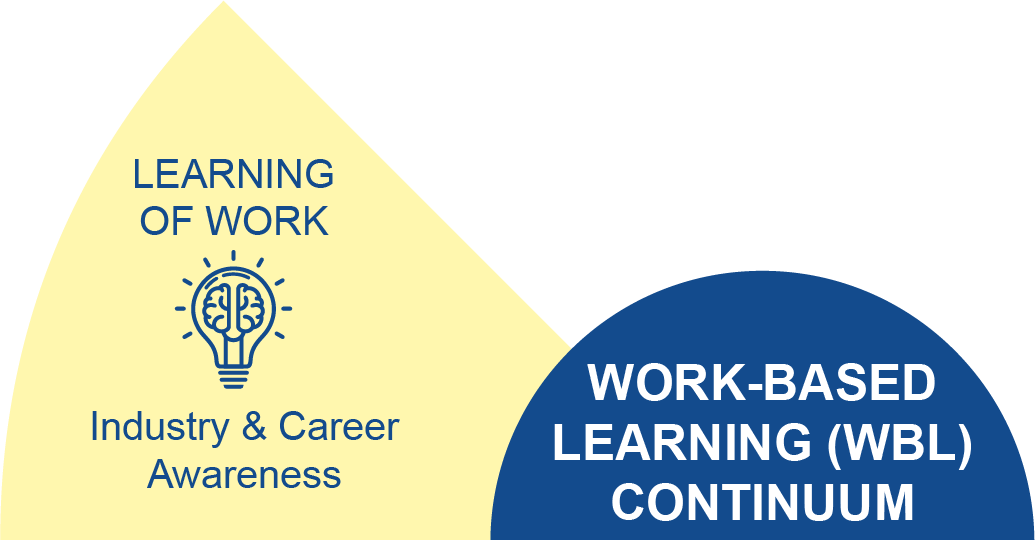 LEARNING
OF WORK
Industry & Career
Awareness
WORK-BASED
LEARNING (WBL)
CONTINUUM